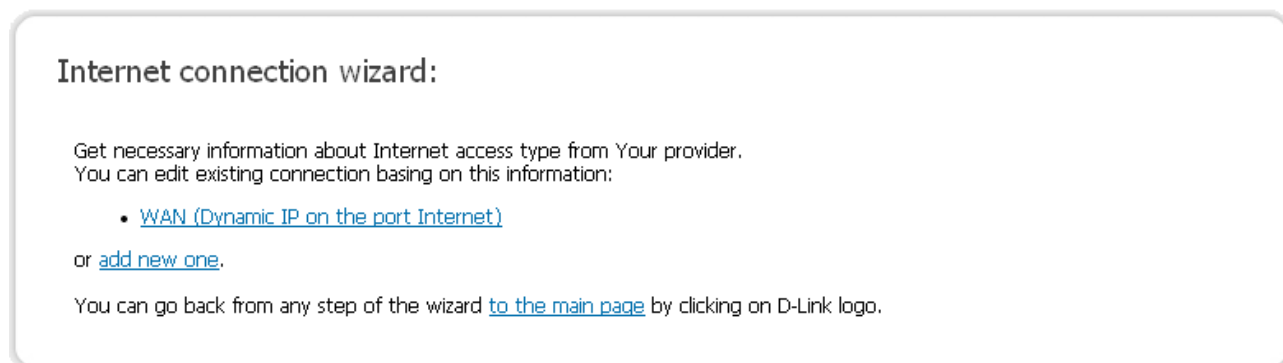 Internet connection wizard:
Get necessary information about Internet access type from Your provider.
You can edit existing connection basing on this information:
• WAN (Dynamic IP on the port Internet)
or add new one.
You can go back from any step of the wizard to the main page by clicking on D-Link logo.